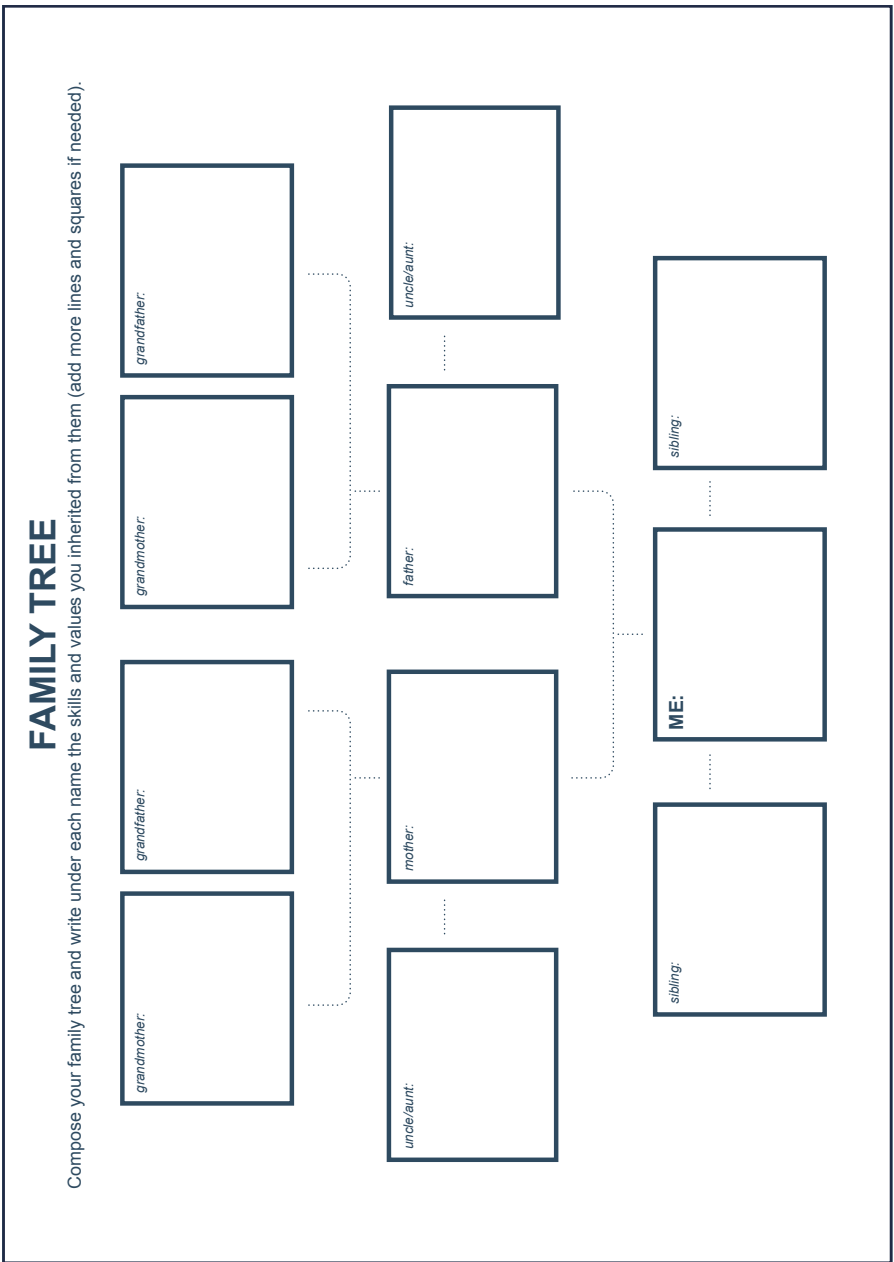 FAMILY TREE
Compose your family tree and write under each name the skills and values you inherited from them (add more lines and squares if needed).
grandmother:
grandfather:
grandmother:
grandfather:
uncle/aunt:
mother:
father:
uncle/aunt:
sibling:
ME:
sibling: